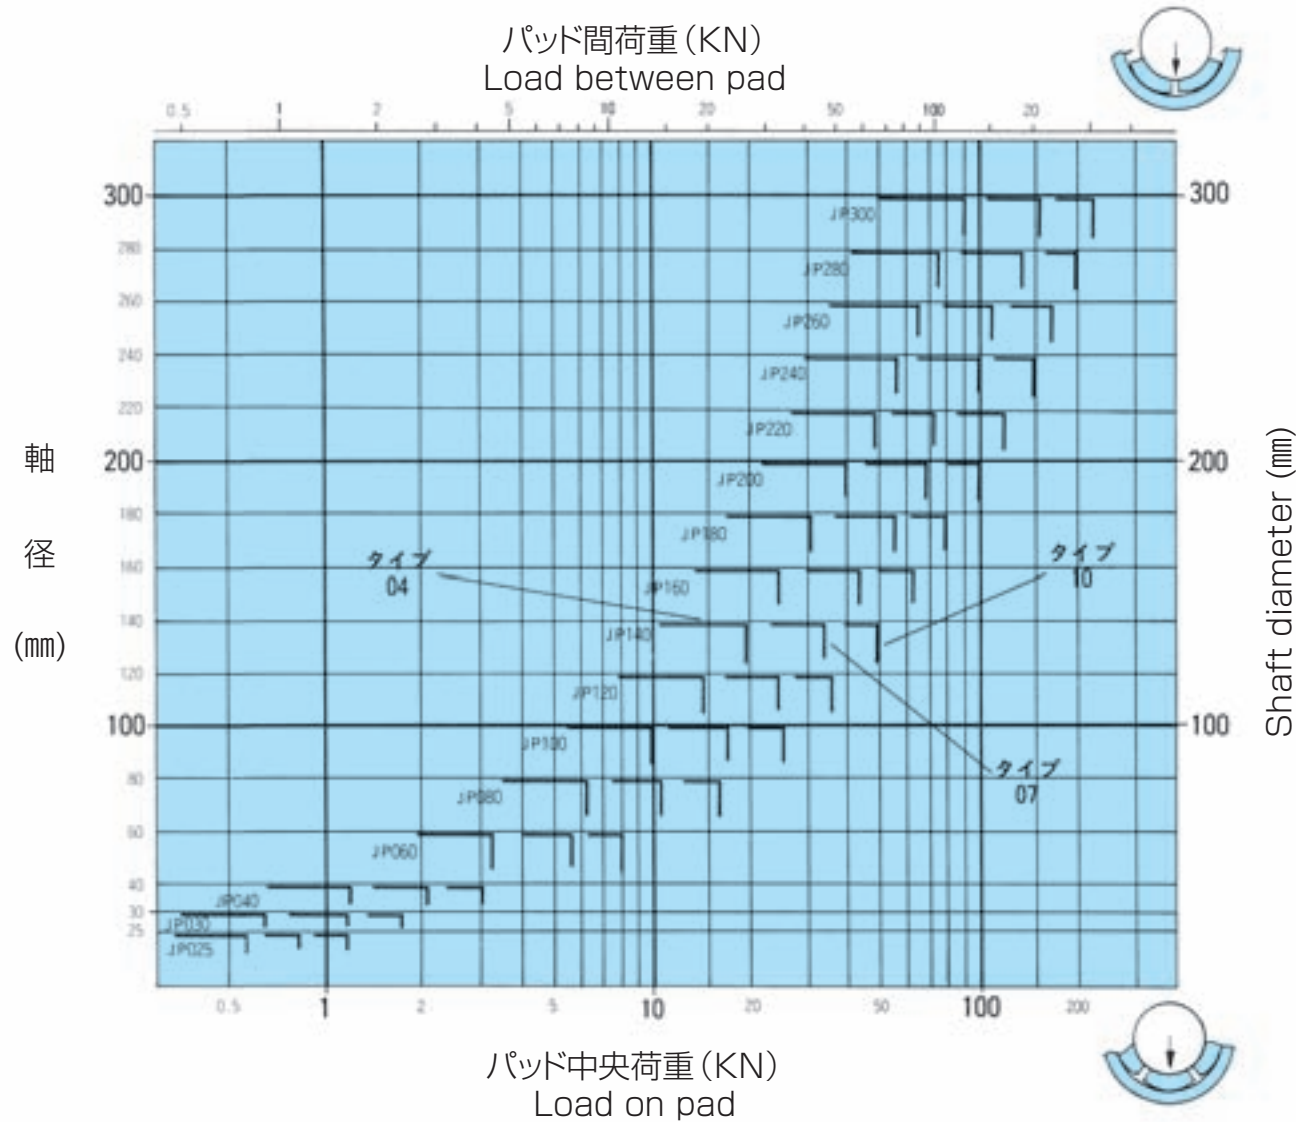 パッド間荷重（KN）
Load between pad
0.5 1 2 5 10 20 50 100 20
300 300
JP300
280
JP280
260
JP260
240
JP240
220
JP220
軸
径
(㎜)
200 200
Shaft diameter (㎜)
JP200
180
JP180
タイプ
04
タイプ
10
160
JP160
140
JP140
120
JP120
100 100
JP100
タイプ
07
80
JP080
60
JP060
40
JP040
30
JP030
25
JP025
0.5 1 2 5 10 20 50 100 200
パッド中央荷重（KN）
Load on pad